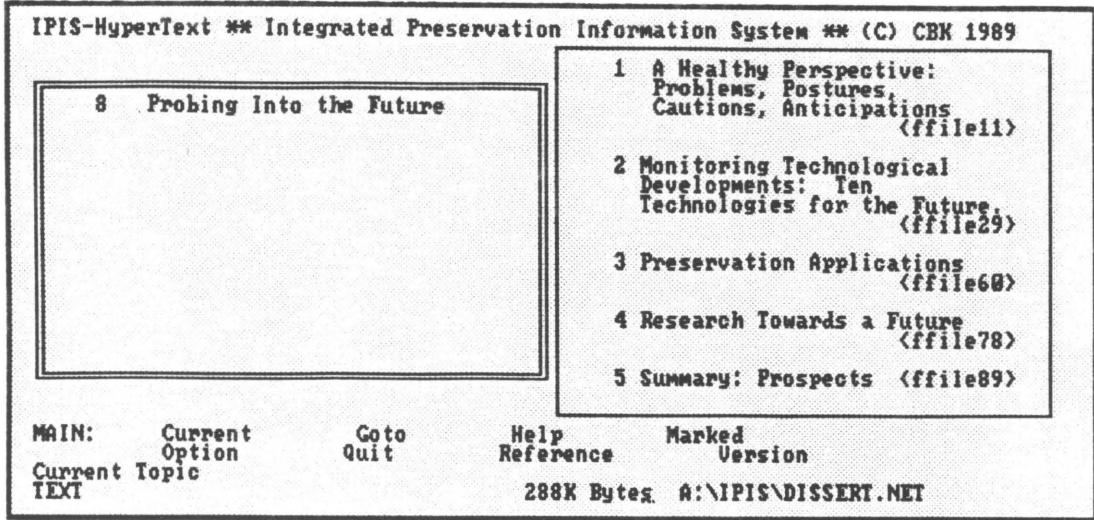 IPIS-HyperText ** Integrated Preservation Information System ** (C) CBK 1989
8 Probing Into the Future
1 A Healthy Perspective:
Problems, Postures,
Cautions, Anticipations
<ffile11>
2 Monitoring Technological
Developments: Ten
Technologies for the Future.
<ffile29>
3 Preservation Applications
<ffile60>
4 Research Towards a Future
<ffile78>
5 Summary: Prospects <ffile89>
MAIN: Current Goto Help Marked
Option Quit Reference Version
Current Topic
TEXT 288K Bytes. A:\IPIS\DISSERT.NET